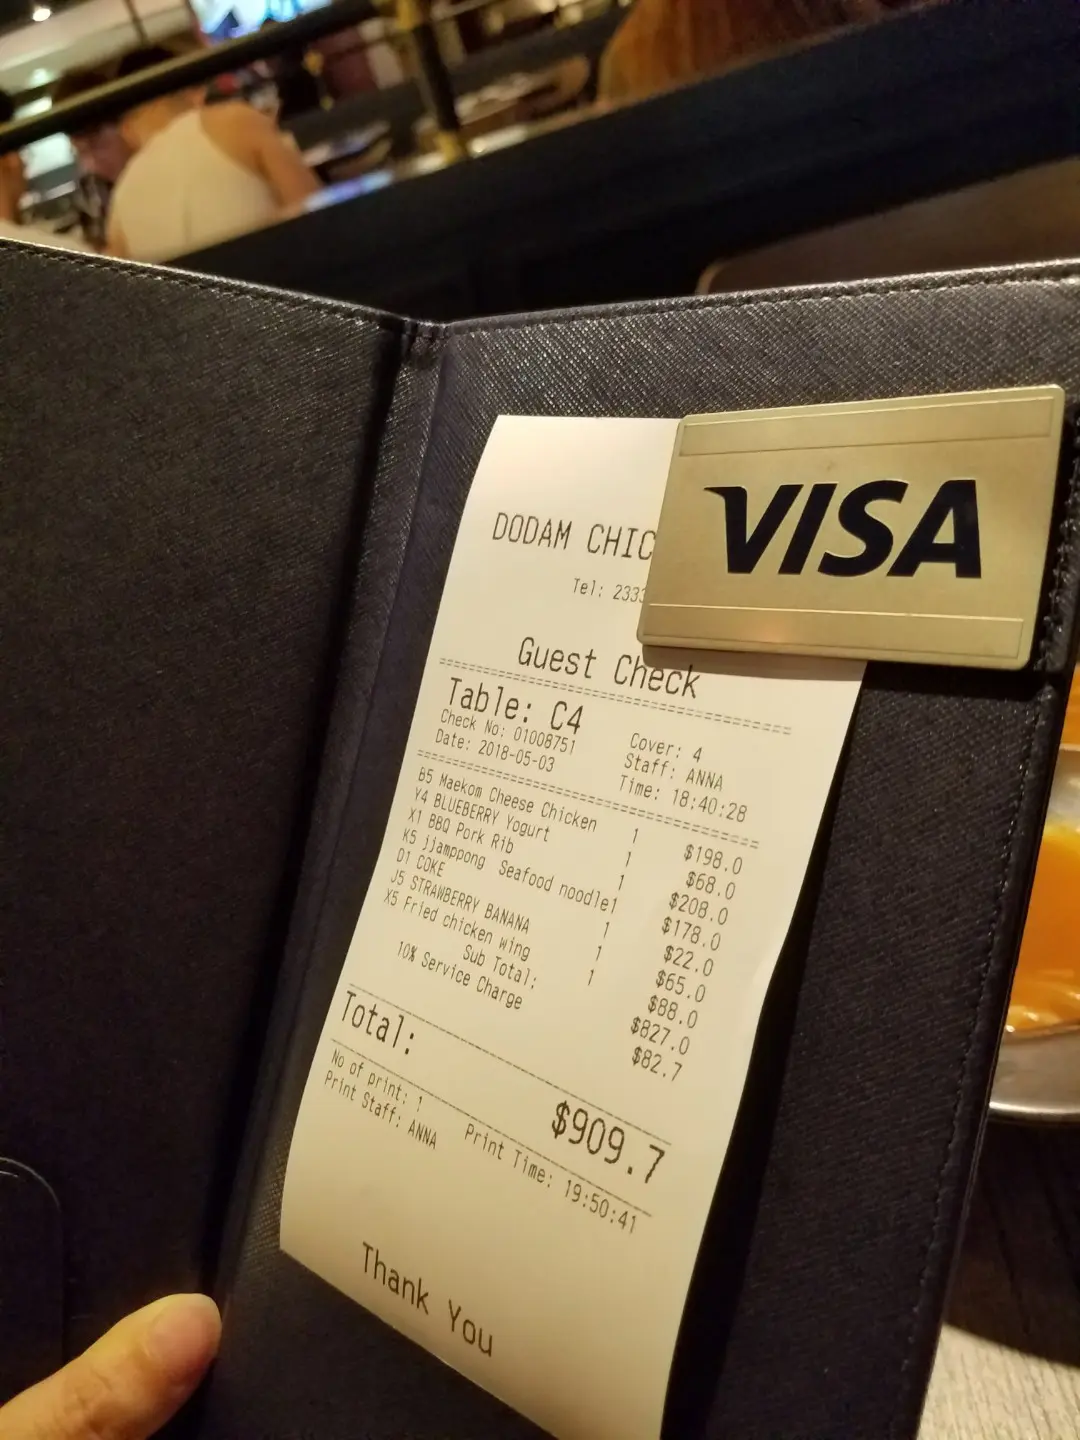 VISA
DODAM CHIC
Tel: 233
Guest Check
Table: C4
Cover: 4
Check No: 01008751
Staff: ANNA
Date: 2018-05-03
Time: 18:40:28
B5 Maekom Cheese Chicken 1 $198.0
Y4 BLUEBERRY Yogurt 1 $68.0
X1 BBQ Pork Rib 1 $208.0
K5 jjamppong Seafood noodle1 $178.0
D1 COKE 1 $22.0
J5 STRAWBERRY BANANA 1 $65.0
X5 Fried chicken wing 1 $88.0
Sub Total; $827.0
10% Service Charge $82.7
Total: $909.7
No of print: 1
Print Staff: ANNA Print Time: 19:50:41
Thank You